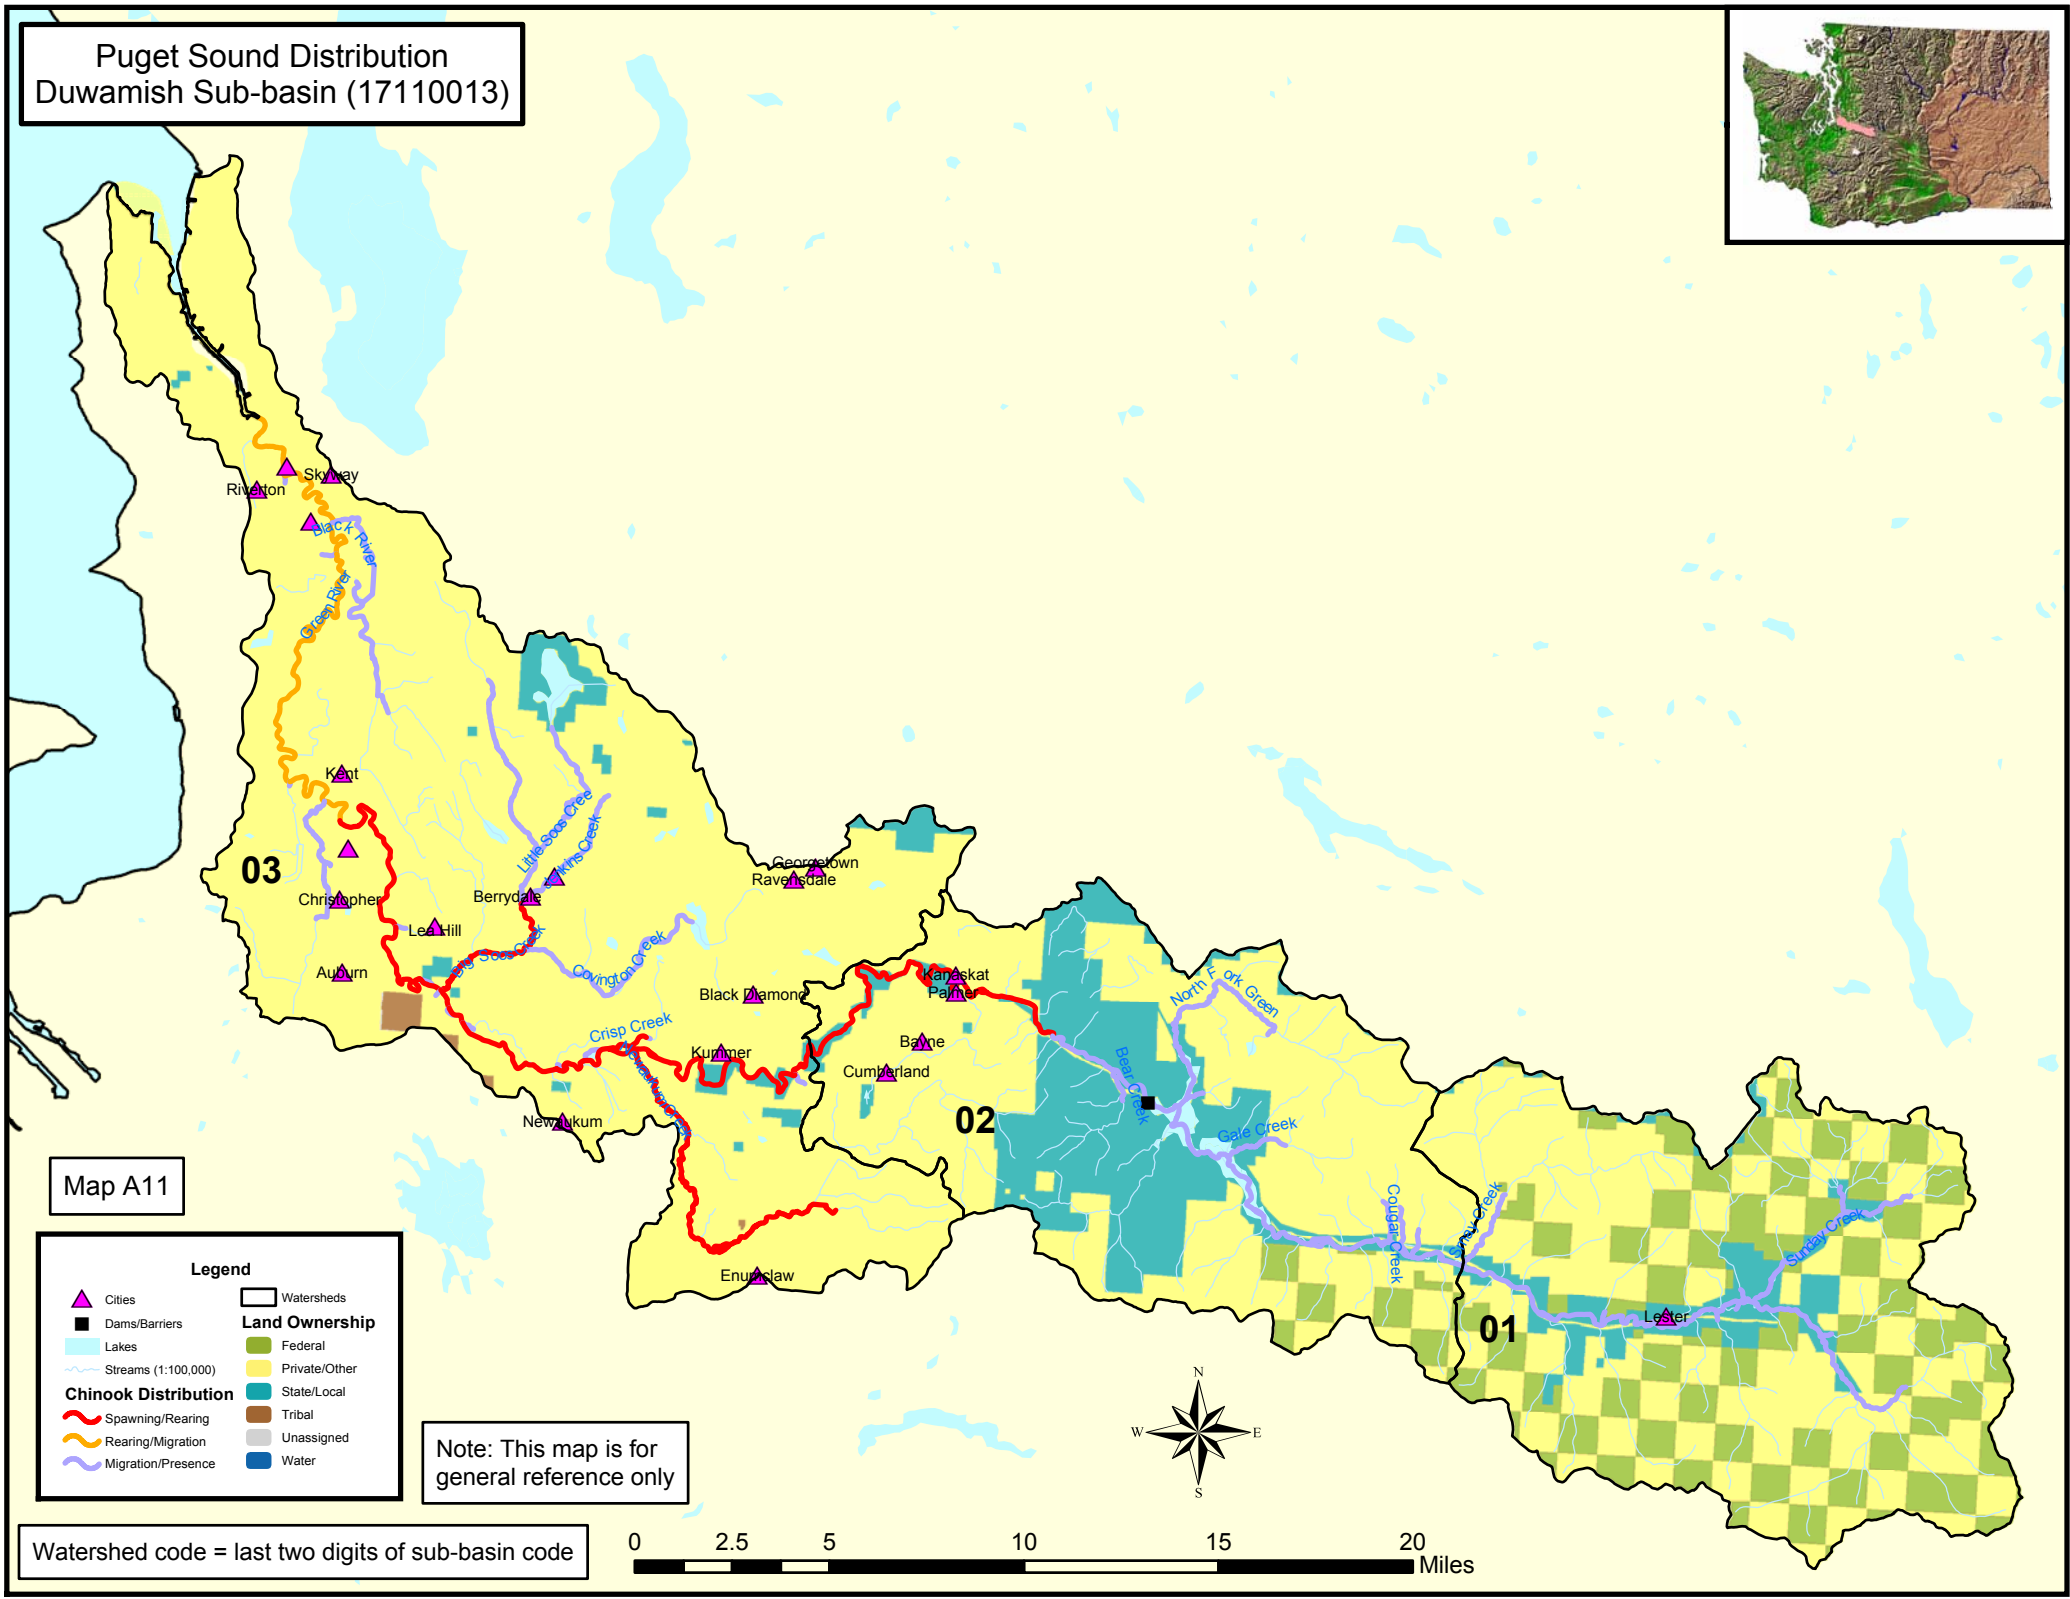 Puget Sound Distribution
Duwamish Sub-basin (17110013)
Skyway
Riverton
Black River
Green River
Kent
Little Soos Cree
Jenkins Creek
Georgetown
Ravensdale
03
Christopher
Berrydale
Lea Hill
Big Soos Creek
Covington Creek
Auburn
Black Diamond
Kanaskat
Palmer
North Fork Green
Crisp Creek
Kummer
Bayne
Bear Creek
Cumberland
Newaukum Creek
Newaukum
02
Gale Creek
Cougar Creek
Smay Creek
Sunday Creek
Enumclaw
01
Lester
Map A11
Legend
Cities
Watersheds
Dams/Barriers
Land Ownership
Lakes
Federal
Streams (1:100,000)
Private/Other
Chinook Distribution
State/Local
Spawning/Rearing
Tribal
Rearing/Migration
Unassigned
Migration/Presence
Water
N
W
E
S
Note: This map is for
general reference only
Watershed code = last two digits of sub-basin code
0 2.5 5 10 15 20
Miles